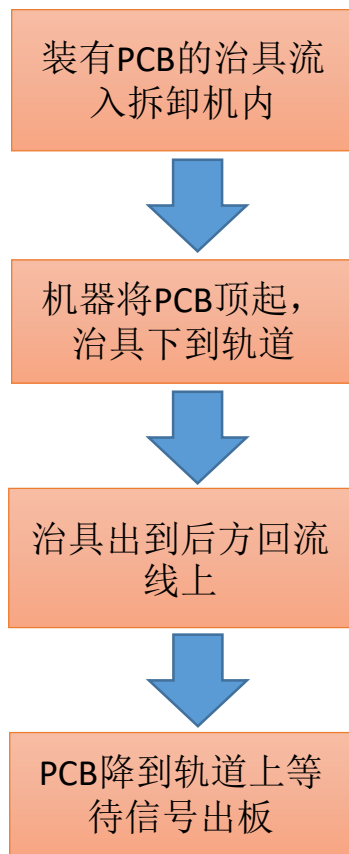 装有PCB的治具流
入拆卸机内
机器将PCB顶起，
治具下到轨道
治具出到后方回流
线上
PCB降到轨道上等
待信号出板